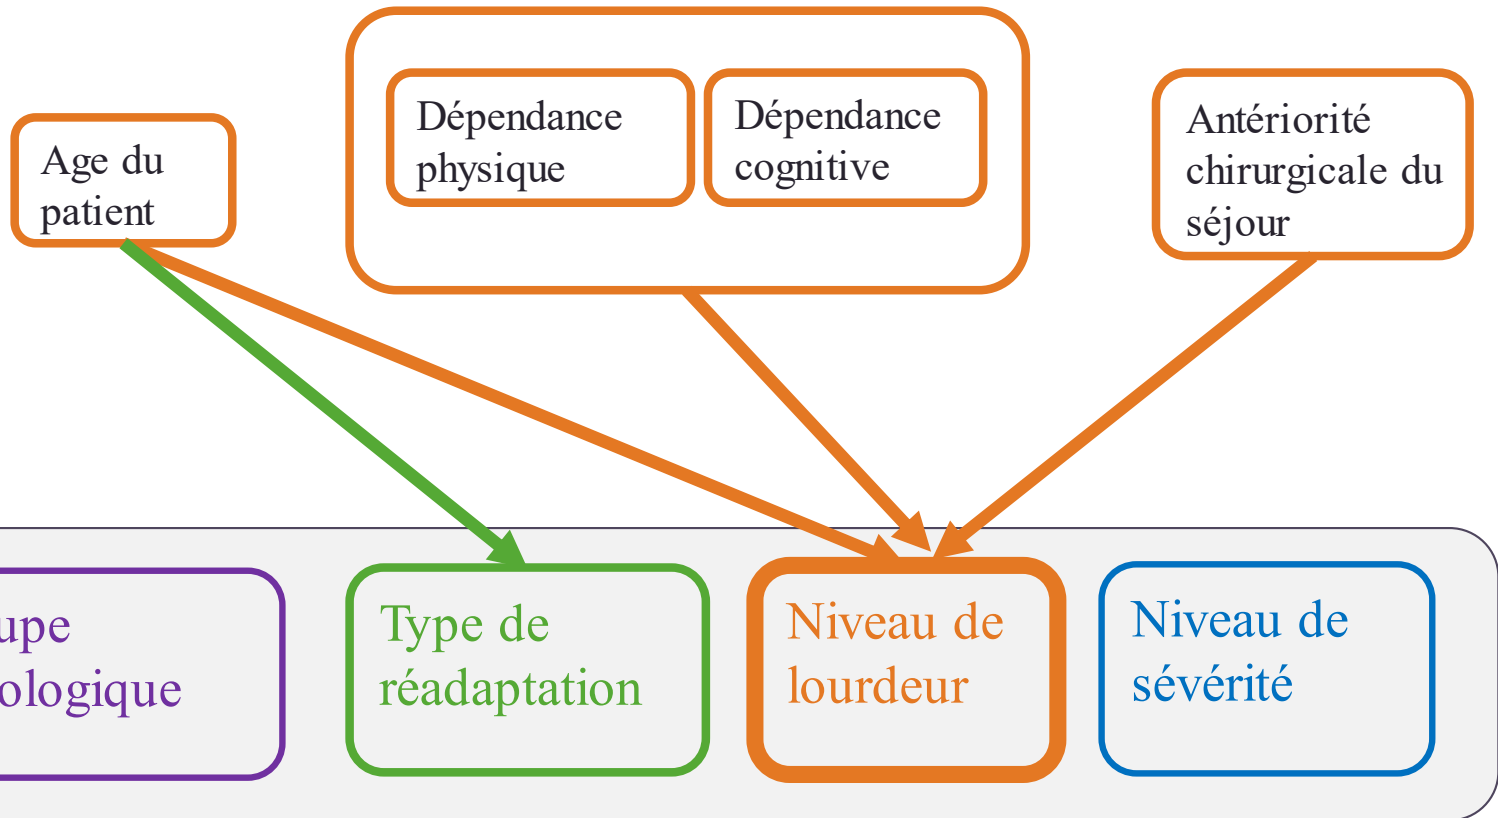 Age du
patient
Dépendance
physique
Dépendance
cognitive
Antériorité
chirurgicale du
séjour
upe
ologique
Type de
réadaptation
Niveau de
lourdeur
Niveau de
sévérité